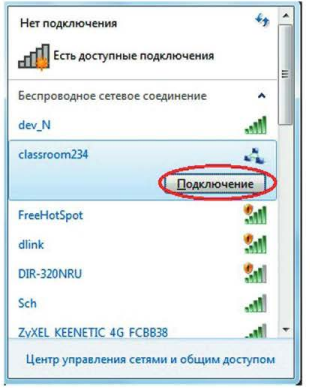 Нет подключения
Есть доступные подключения
Беспроводное сетевое соединение
dev_N
classroom234
Подключение
FreeHotSpot
dlink
DIR-320NRU
Sch
ZyXEL KEENETIC 4G FCBB38
Центр управления сетями и общим доступом